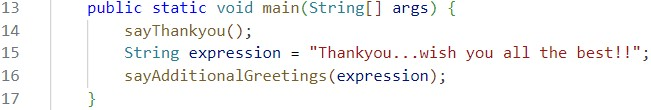 13 public static void main(String[] args) {
14 sayThankyou();
15 String expression = "Thankyou...wish you all the best!!";
16 sayAdditionalGreetings(expression);
17 }